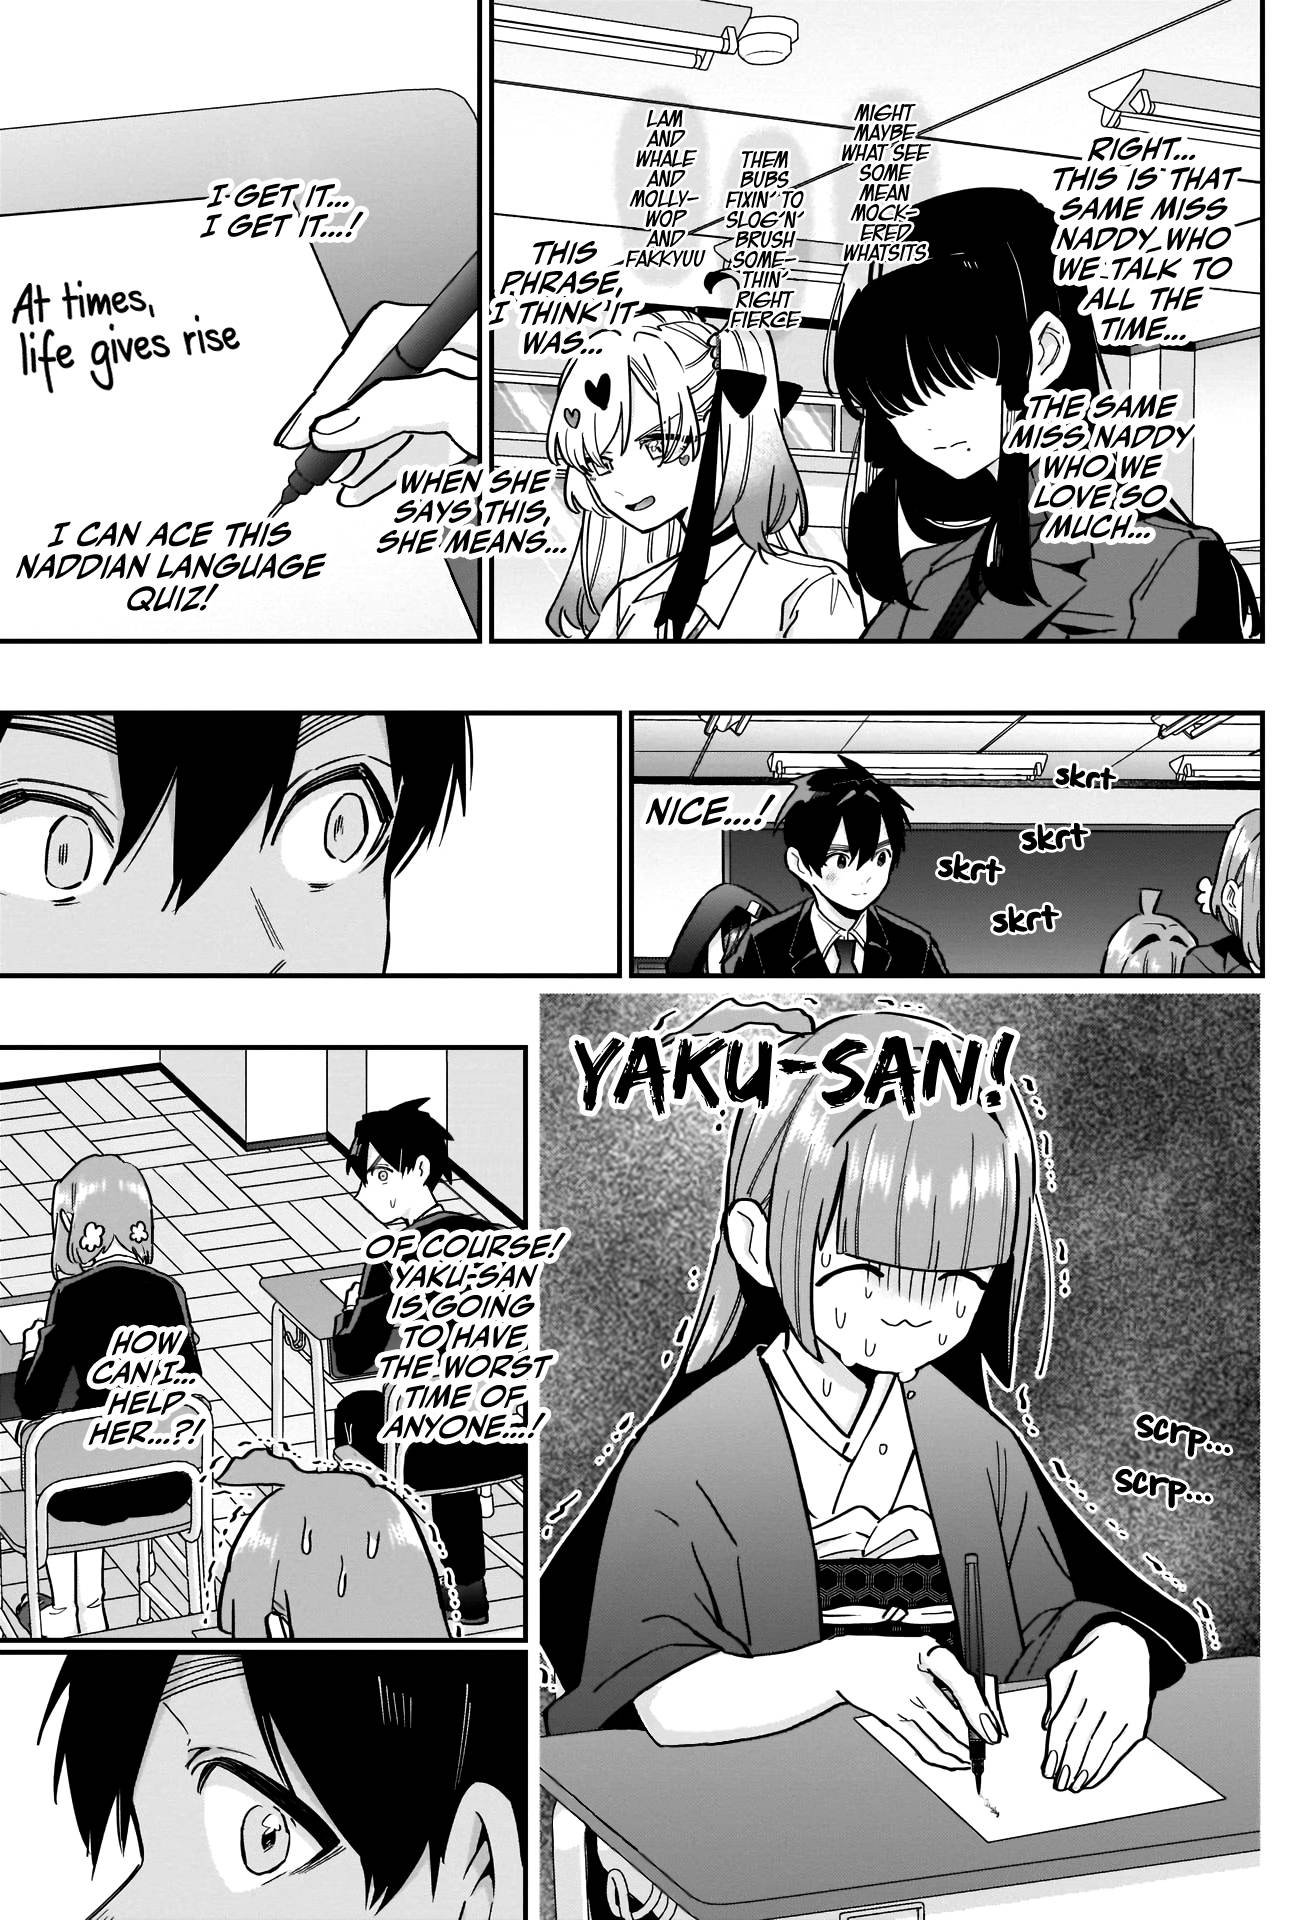 RIGHT...
THIS IS THAT
SAME MISS
NADDY WHO
WE TALK TO
ALL THE
TIME...
THE SAME
MISS NADDY
WHO WE
LOVE SO
MUCH...
MIGHT
MAYBE
WHAT SEE
SOME
MEAN
MOCK-
ERED
WHATSITS
THEM
BUBS
FIXIN' TO
SLOG'N'
BRUSH
SOME-
THIN'
RIGHT
FIERCE
LAM
AND
WHALE
AND
MOLLY-
WOP
AND
FAKKYUU
THIS
PHRASE,
I THINK IT
WAS...
WHEN SHE
SAYS THIS,
SHE MEANS...
I GET IT...
I GET IT...!
At times,
life gives rise
I CAN ACE THIS
NADDIAN LANGUAGE
QUIZ!
skrt
skrt
skrt
skrt
NICE...!
YAKU-SAN!
scrp...
scrp...
OF COURSE!
YAKU-SAN
IS GOING
TO HAVE
THE WORST
TIME OF
ANYONE...!
HOW
CAN I...
HELP
HER...?!